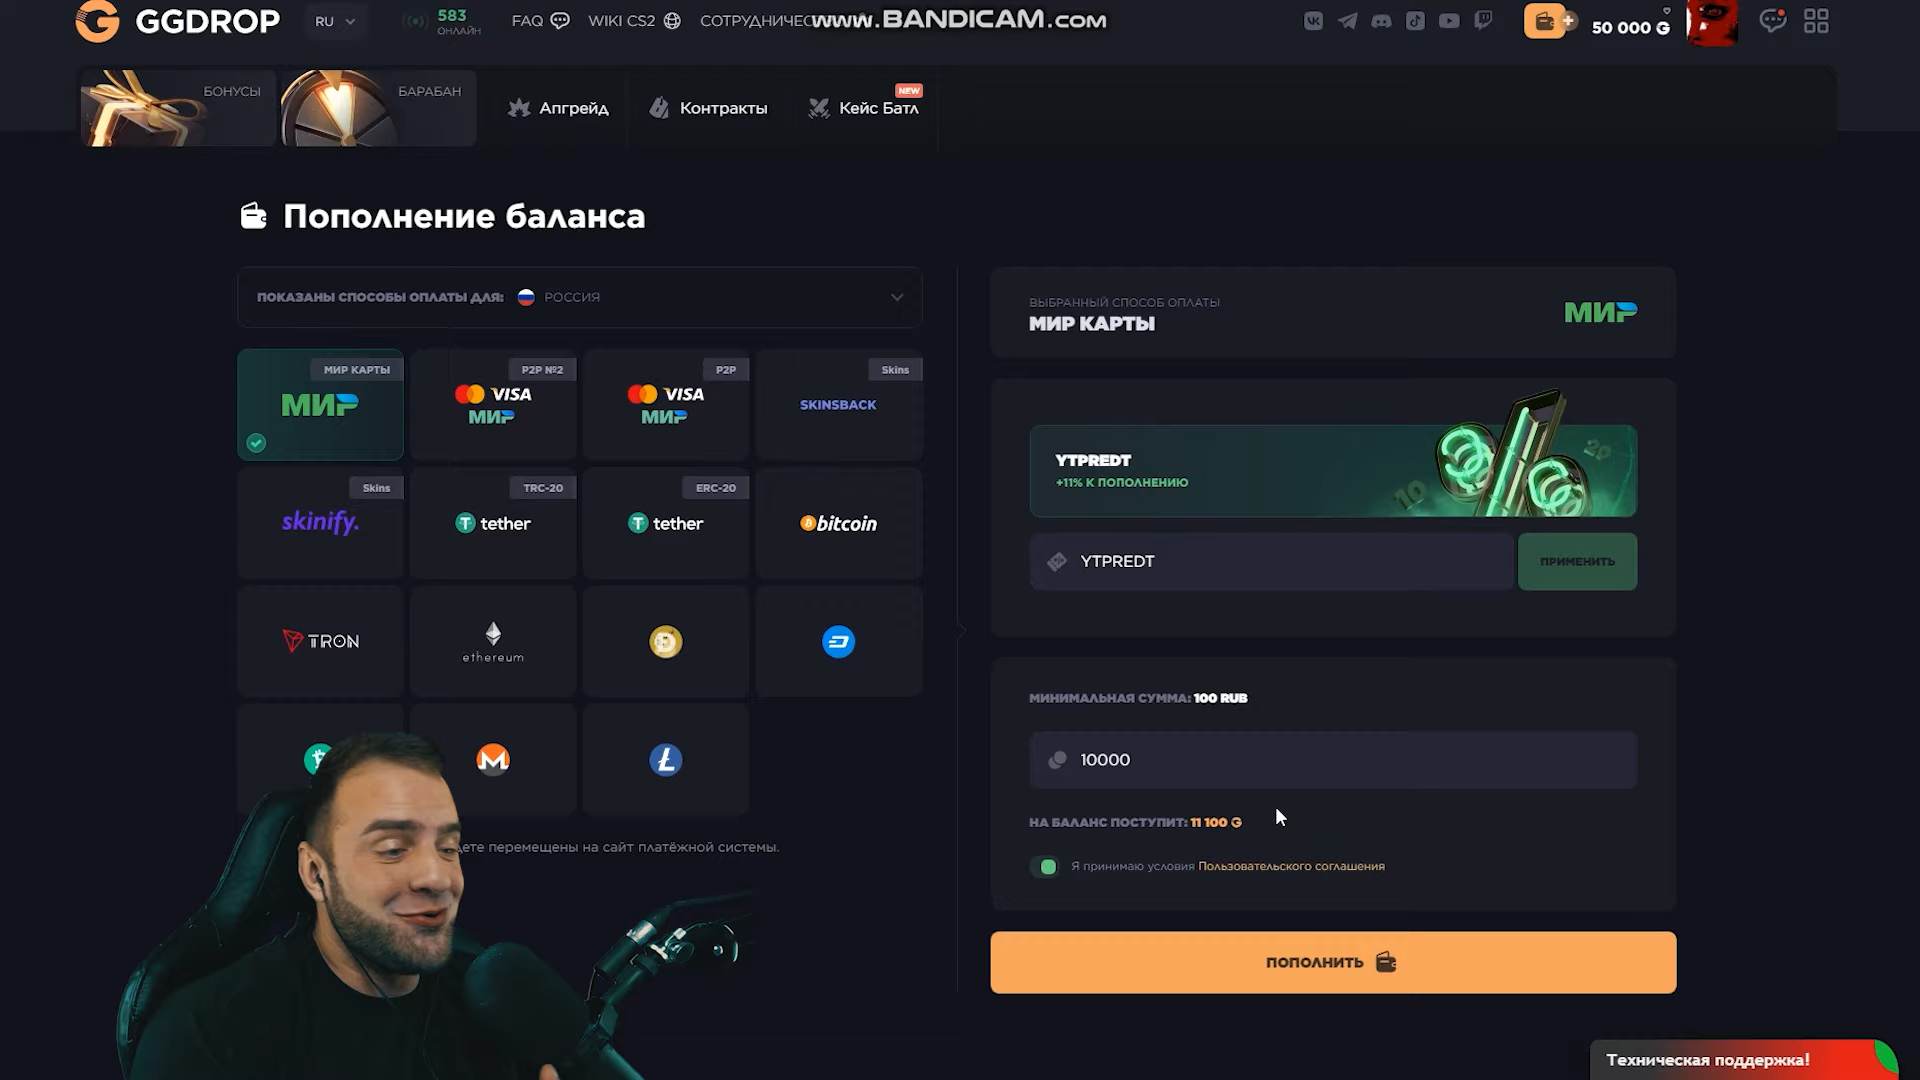 GGDROP
RU
583
ОНЛАЙН
FAQ
WIKI CS2
СОТРУДНИЧЕС
www.BANDICAM.com
50 000 G
БОНУСЫ
БАРАБАН
Апгрейд
Контракты
NEW
Кейс Батл
Пополнение баланса
ПОКАЗАНЫ СПОСОБЫ ОПЛАТЫ ДЛЯ: РОССИЯ
ВЫБРАННЫЙ СПОСОБ ОПЛАТЫ
МИР КАРТЫ
МИР
МИР КАРТЫ
МИР
P2P №2
VISA
МИР
P2P
VISA
МИР
Skins
SKINSBACK
Skins
skinify.
TRC-20
tether
ERC-20
tether
bitcoin
TRON
ethereum
YTPREDT
+11% К ПОПОЛНЕНИЮ
10
2P
YTPREDT
ПРИМЕНИТЬ
МИНИМАЛЬНАЯ СУММА: 100 RUB
10000
НА БАЛАНС ПОСТУПИТ: 11 100 G
Я принимаю условия Пользовательского соглашения
дете перемещены на сайт платёжной системы.
ПОПОЛНИТЬ
Техническая поддержка!